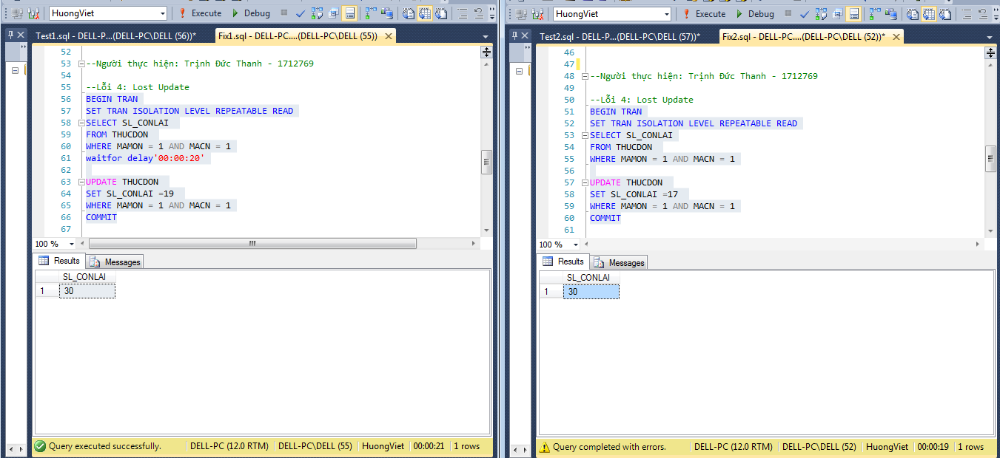 HuongViet
Execute
Debug
Test1.sql - DELL-P...(DELL-PC\DELL (56))*
Fix1.sql - DELL-PC....(DELL-PC\DELL (55))
52
53 --Người thực hiện: Trịnh Đức Thanh - 1712769
54
55 --Lỗi 4: Lost Update
56 BEGIN TRAN
57 SET TRAN ISOLATION LEVEL REPEATABLE READ
58 SELECT SL_CONLAI
59 FROM THUCDON
60 WHERE MAMON = 1 AND MACN = 1
61 waitfor delay'00:00:20'
62
63 UPDATE THUCDON
64 SET SL_CONLAI =19
65 WHERE MAMON = 1 AND MACN = 1
66 COMMIT
67
100 %
Results
Messages
SL_CONLAI
1 30
Query executed successfully.
DELL-PC (12.0 RTM)
DELL-PC\DELL (55)
HuongViet
00:00:21
1 rows
HuongViet
Execute
Debug
Test2.sql - DELL-P...(DELL-PC\DELL (57))*
Fix2.sql - DELL-PC....(DELL-PC\DELL (52))*
46
47
48 --Người thực hiện: Trịnh Đức Thanh - 1712769
49
50 --Lỗi 4: Lost Update
51 BEGIN TRAN
52 SET TRAN ISOLATION LEVEL REPEATABLE READ
53 SELECT SL_CONLAI
54 FROM THUCDON
55 WHERE MAMON = 1 AND MACN = 1
56
57 UPDATE THUCDON
58 SET SL_CONLAI =17
59 WHERE MAMON = 1 AND MACN = 1
60 COMMIT
61
100 %
Results
Messages
SL_CONLAI
1 30
Query completed with errors.
DELL-PC (12.0 RTM)
DELL-PC\DELL (52)
HuongViet
00:00:19
1 rows